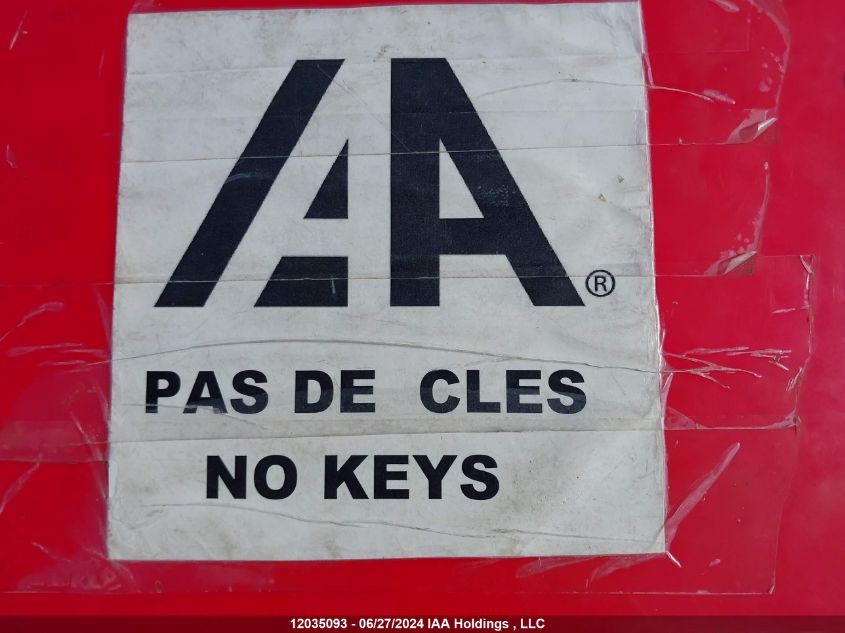 IAA®
PAS DE CLES
NO KEYS
12035093 - 06/27/2024 IAA Holdings , LLC